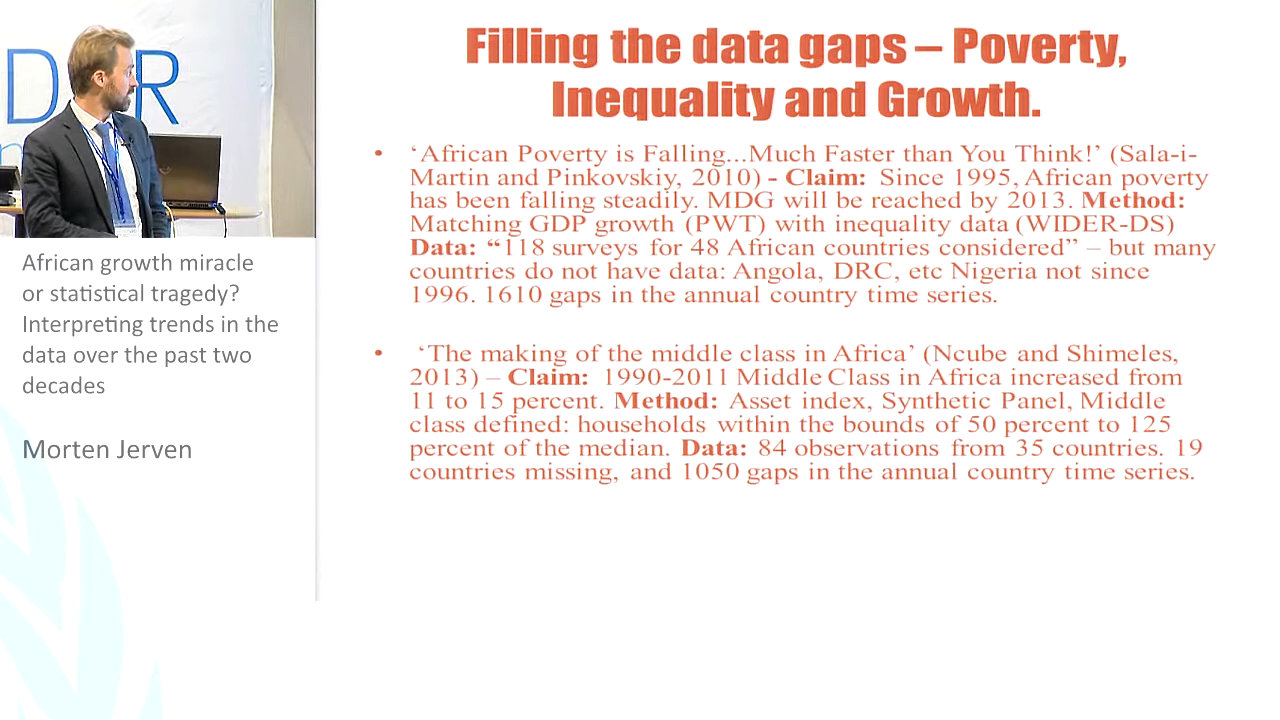 D R
Filling the data gaps – Poverty,
Inequality and Growth.
• ‘African Poverty is Falling...Much Faster than You Think!’ (Sala-i-
Martin and Pinkovskiy, 2010) - Claim: Since 1995, African poverty
has been falling steadily. MDG will be reached by 2013. Method:
Matching GDP growth (PWT) with inequality data (WIDER-DS)
Data: “118 surveys for 48 African countries considered” – but many
countries do not have data: Angola, DRC, etc Nigeria not since
1996. 1610 gaps in the annual country time series.
• ‘The making of the middle class in Africa’ (Ncube and Shimeles,
2013) – Claim: 1990-2011 Middle Class in Africa increased from
11 to 15 percent. Method: Asset index, Synthetic Panel, Middle
class defined: households within the bounds of 50 percent to 125
percent of the median. Data: 84 observations from 35 countries. 19
countries missing, and 1050 gaps in the annual country time series.
African growth miracle
or statistical tragedy?
Interpreting trends in the
data over the past two
decades
Morten Jerven